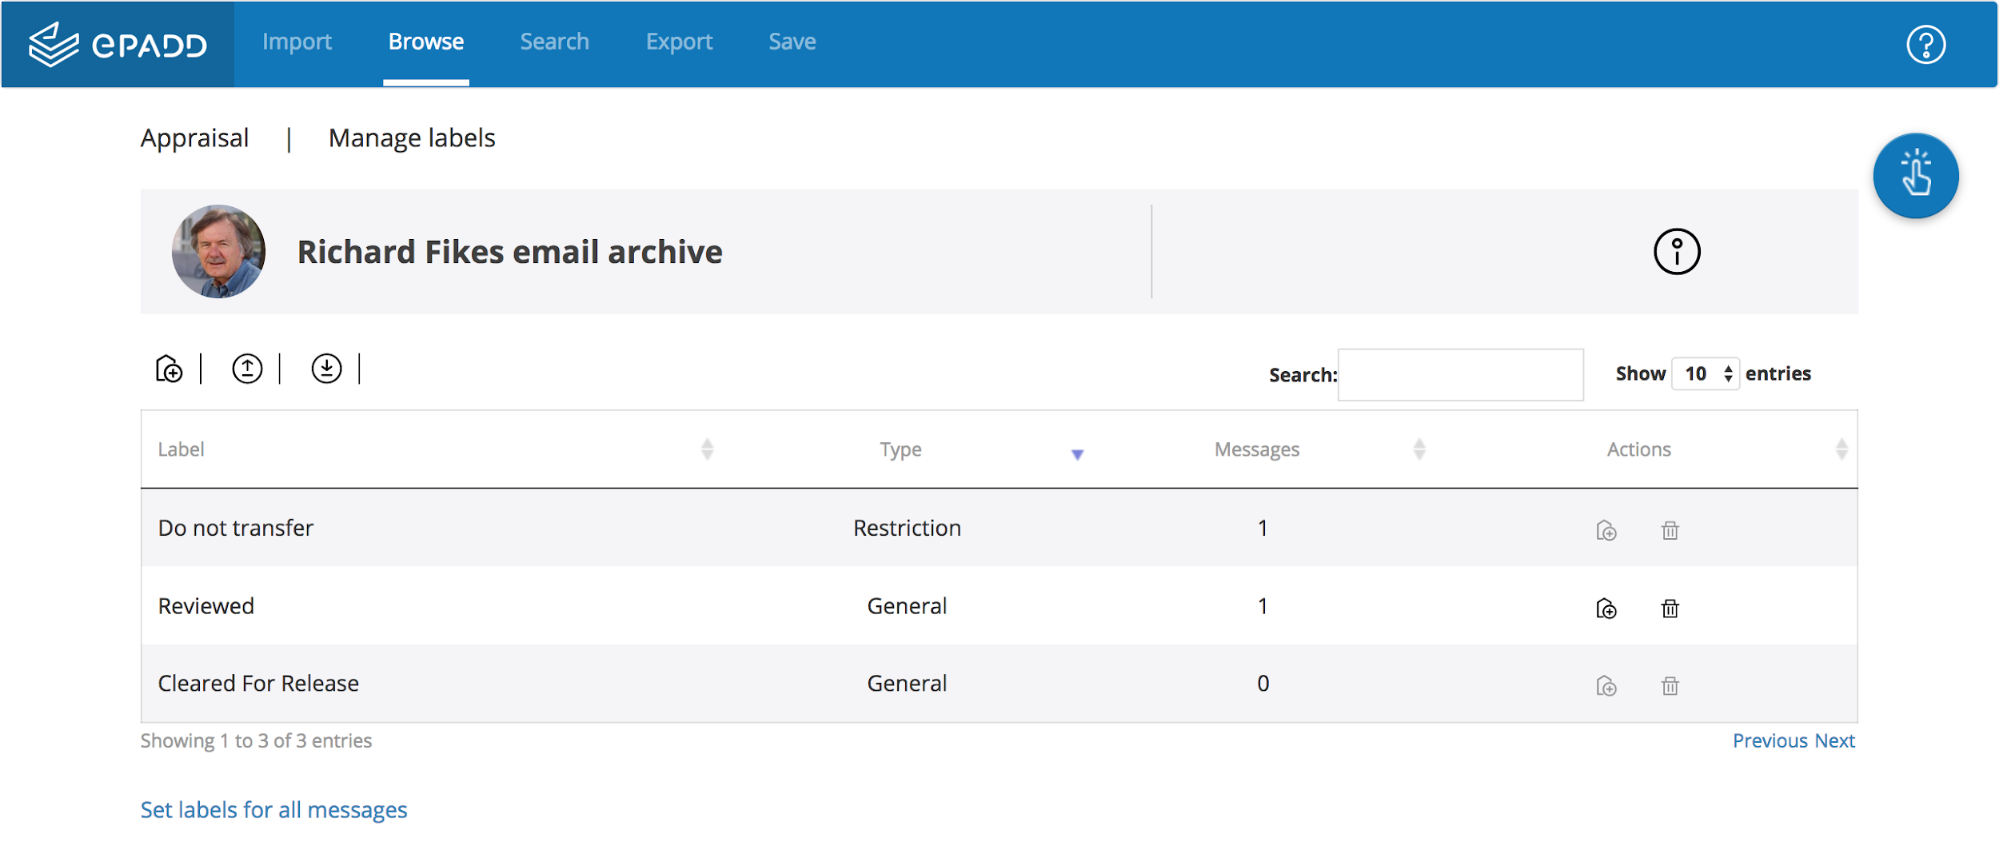 ePADD Import Browse Search Export Save ?
Appraisal | Manage labels
Richard Fikes email archive
Search: Show 10 entries
Label Type Messages Actions
Do not transfer Restriction 1
Reviewed General 1
Cleared For Release General 0
Showing 1 to 3 of 3 entries Previous Next
Set labels for all messages